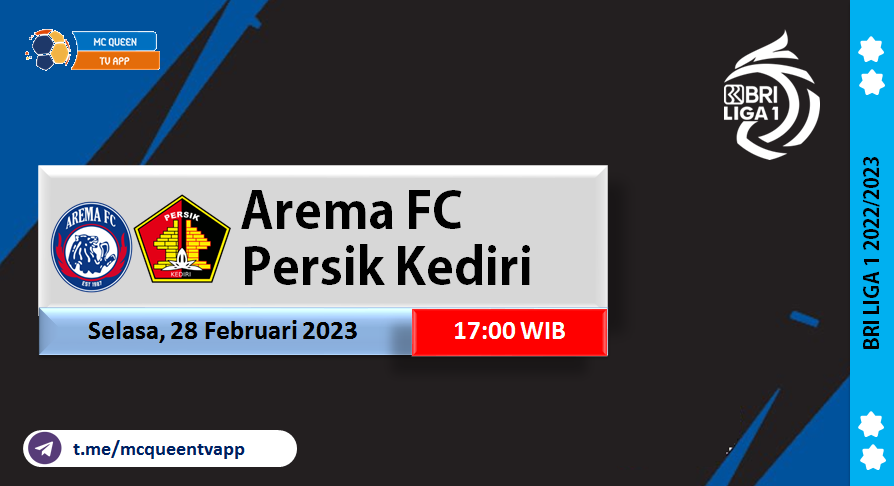 MC QUEEN
TV APP
BRI
LIGA 1
AREMA FC
EST 1987
PERSIK
KEDIRI
Arema FC
Persik Kediri
Selasa, 28 Februari 2023
17:00 WIB
BRI LIGA 1 2022/2023
t.me/mcqueentvapp